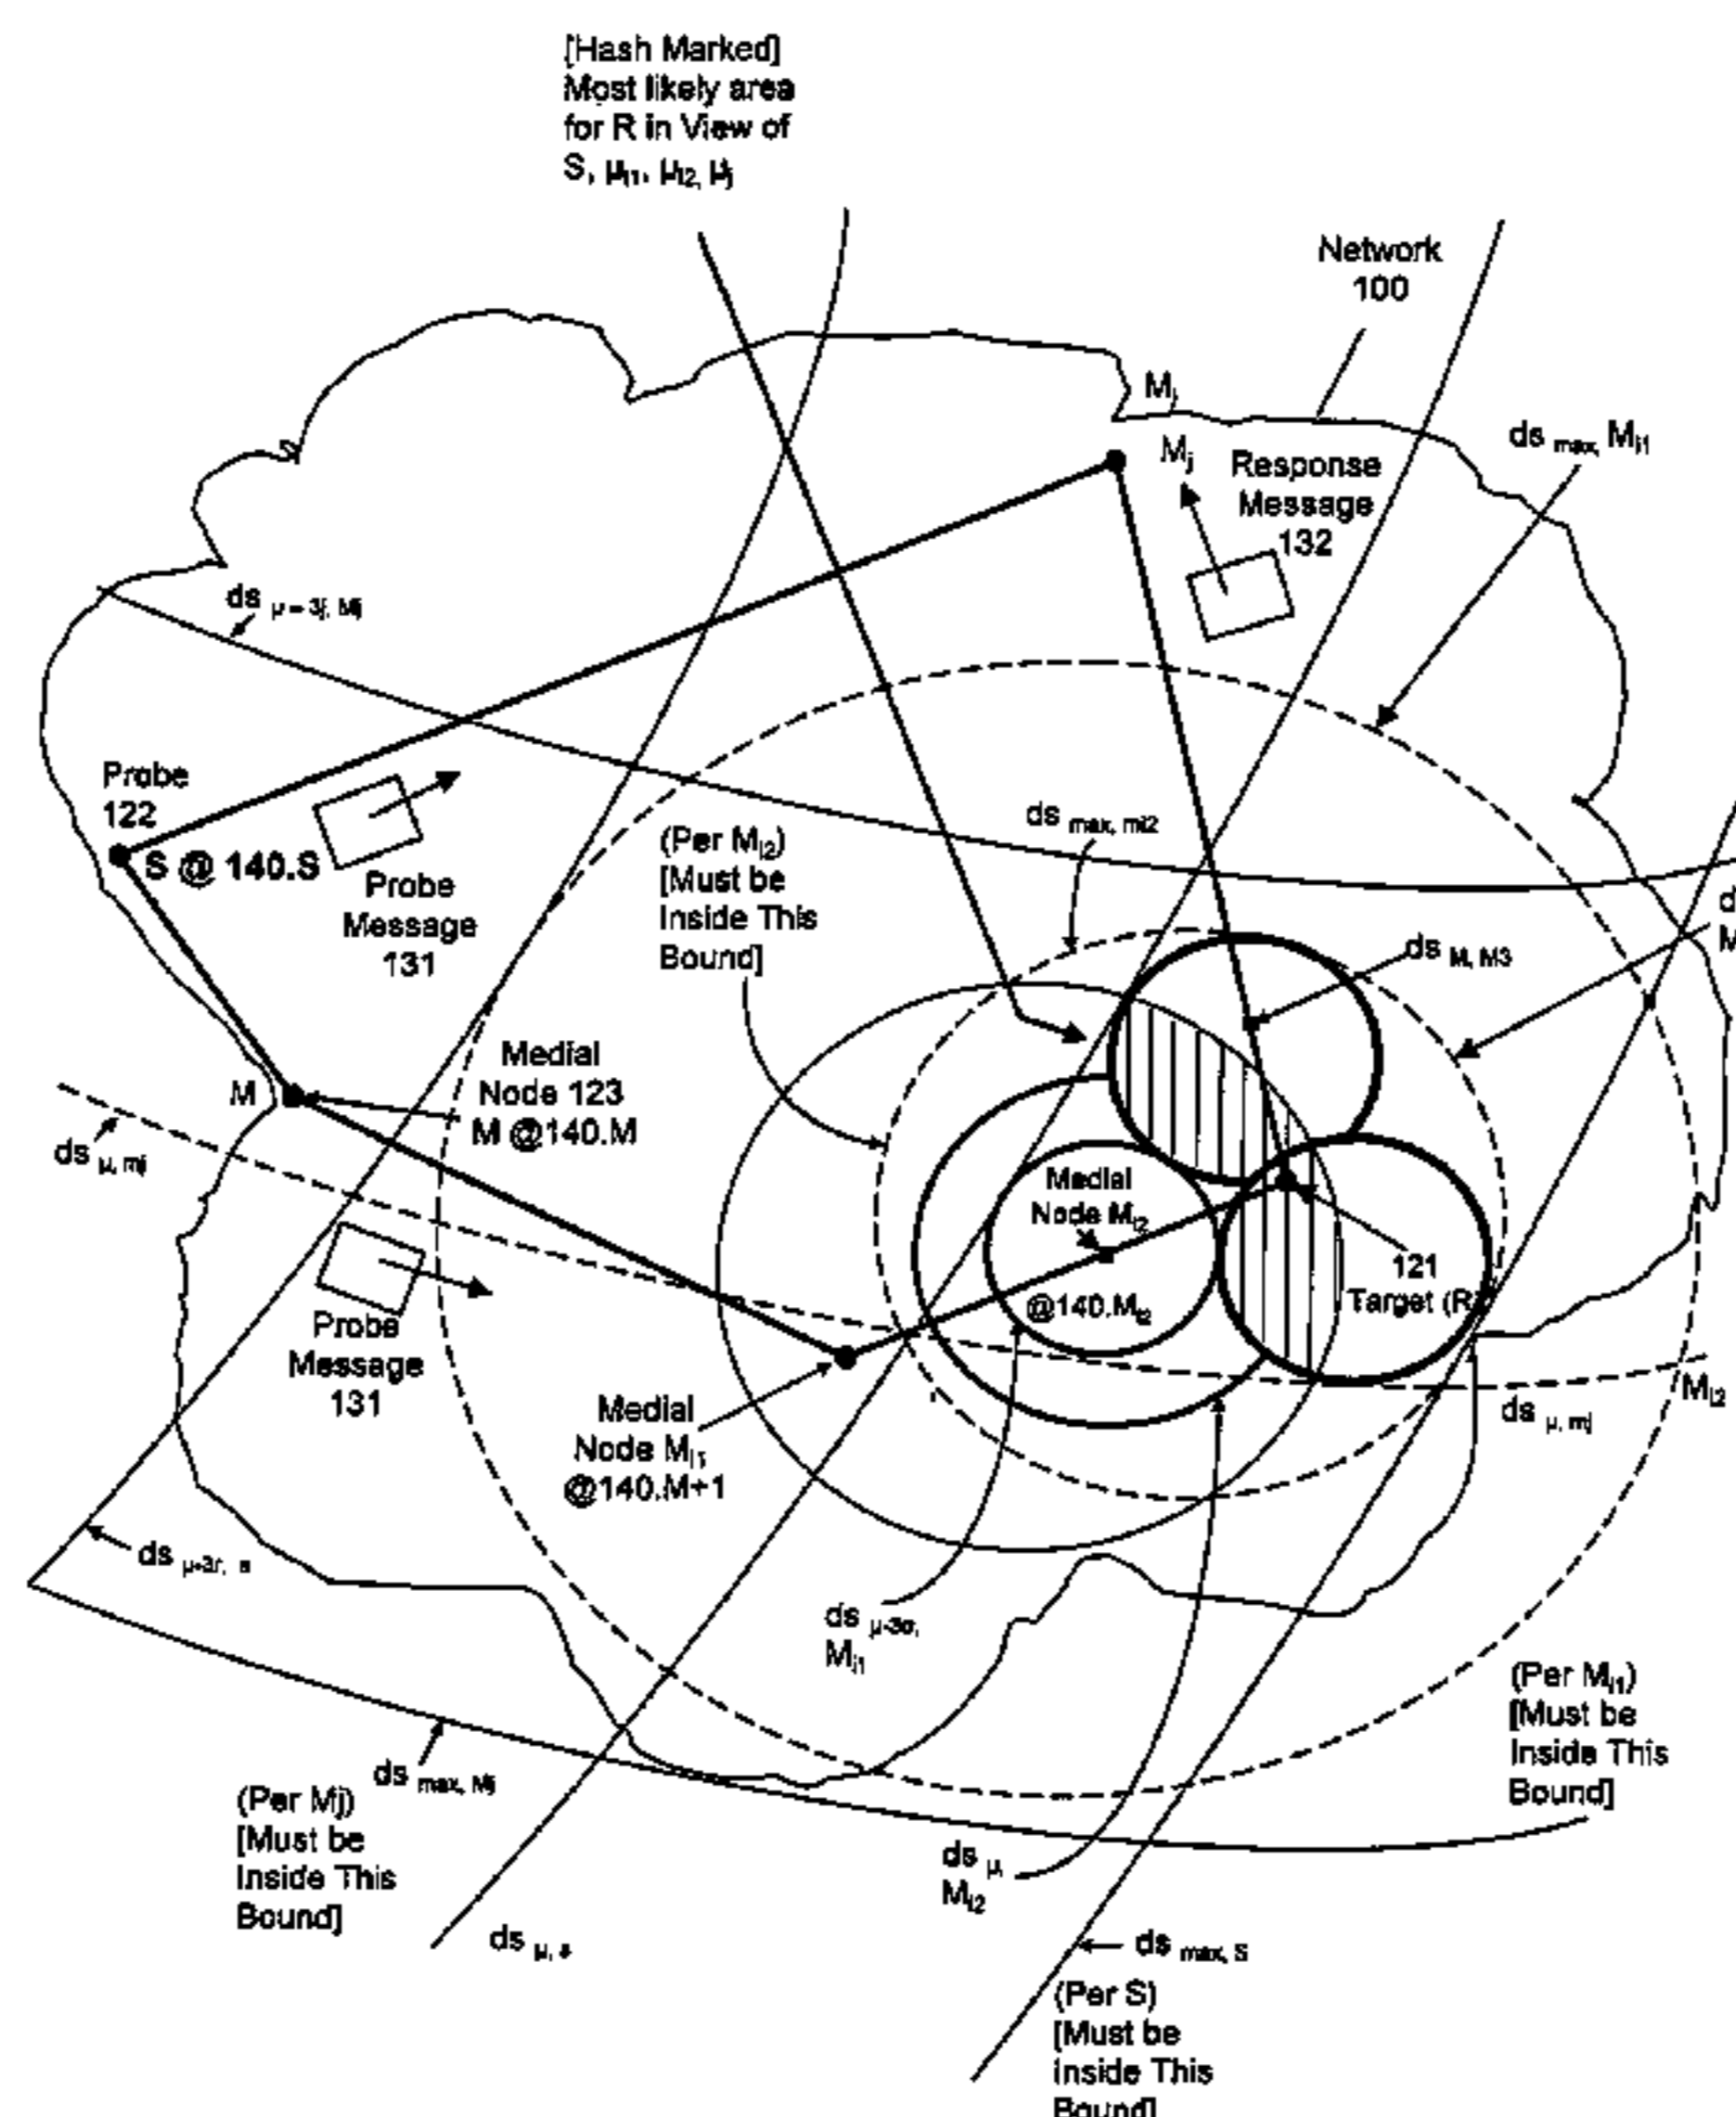 [Hash Marked]
Most likely area
for R in View of
S, μi1, μi2, μj
Network
100
Mj
Mj
Response
Message
132
ds max, Mi1
ds μ – 3j, Mj
Probe
122
S @ 140.S
Probe
Message
131
(Per Mi2)
[Must be
Inside This
Bound]
ds max, mi2
d
M
ds M, M3
Medial
Node 123
M @140.M
M
ds μ, mj
Medial
Node Mi2
@140.Mi2
121
Target (R)
Probe
Message
131
Medial
Node Mi1
@140.M+1
Mi2
ds μ, mj
ds μ-3r, s
ds μ-3σ,
Mi1
(Per Mi1)
[Must be
Inside This
Bound]
ds max, Mj
(Per Mj)
[Must be
Inside This
Bound]
ds μ
Mi2
ds μ, s
ds max, S
(Per S)
[Must be
Inside This
Bound]